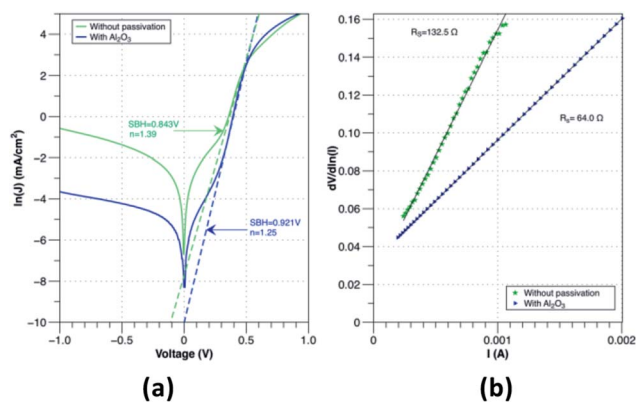 Without passivation
With Al₂O₃
SBH=0.843V
n=1.39
SBH=0.921V
n=1.25
ln(J) (mA/cm²)
4
2
0
−2
−4
−6
−8
−10
−1.0
−0.5
0
0.5
1.0
Voltage (V)
(a)
Rₛ=132.5 Ω
Rₛ= 64.0 Ω
dV/dln(I)
0.16
0.14
0.12
0.10
0.08
0.06
0.04
0.02
0.00
Without passivation
With Al₂O₃
0
0.001
0.002
I (A)
(b)